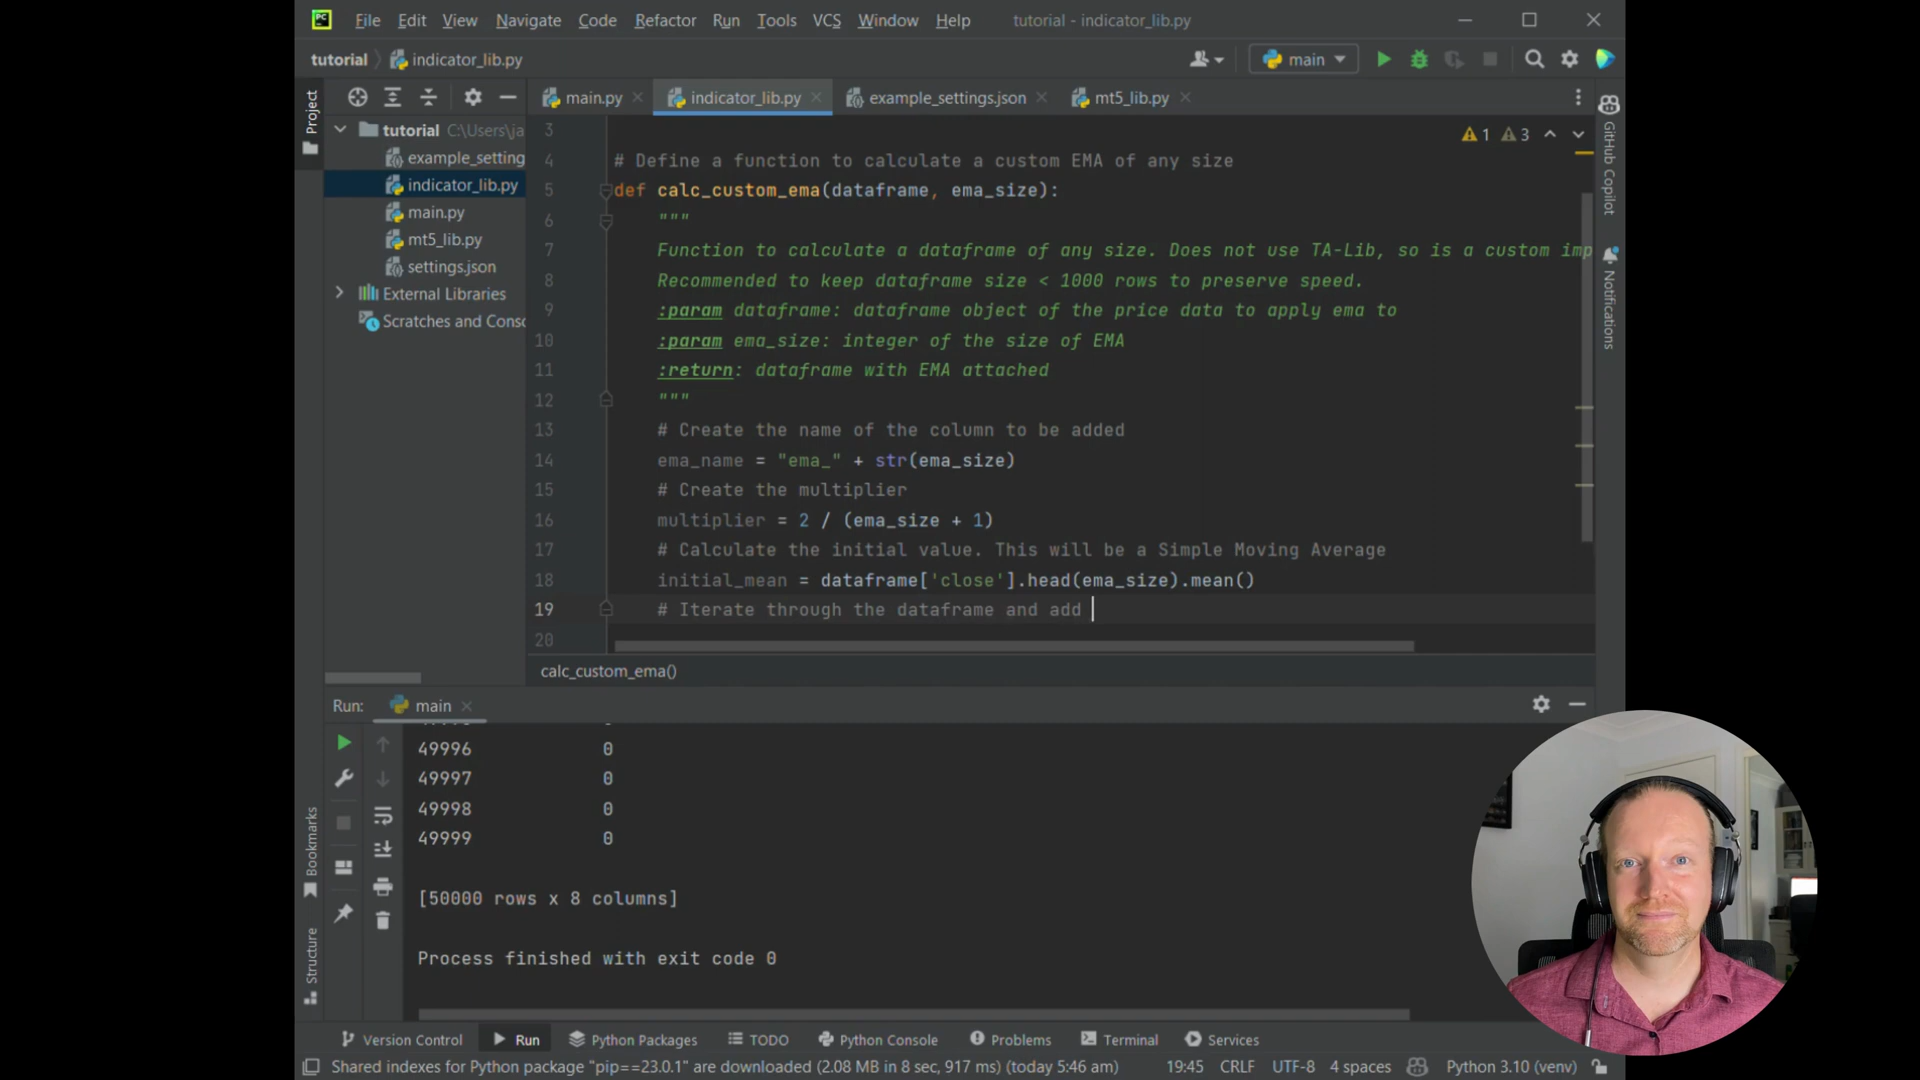 File Edit View Navigate Code Refactor Run Tools VCS Window Help tutorial - indicator_lib.py
tutorial indicator_lib.py main
Project
main.py indicator_lib.py example_settings.json mt5_lib.py
tutorial C:\Users\ja
example_setting
indicator_lib.py
main.py
mt5_lib.py
settings.json
External Libraries
Scratches and Conso
1 3
3
4 # Define a function to calculate a custom EMA of any size
5 def calc_custom_ema(dataframe, ema_size):
6 """
7 Function to calculate a dataframe of any size. Does not use TA-Lib, so is a custom imp
8 Recommended to keep dataframe size < 1000 rows to preserve speed.
9 :param dataframe: dataframe object of the price data to apply ema to
10 :param ema_size: integer of the size of EMA
11 :return: dataframe with EMA attached
12 """
13 # Create the name of the column to be added
14 ema_name = "ema_" + str(ema_size)
15 # Create the multiplier
16 multiplier = 2 / (ema_size + 1)
17 # Calculate the initial value. This will be a Simple Moving Average
18 initial_mean = dataframe['close'].head(ema_size).mean()
19 # Iterate through the dataframe and add
20
calc_custom_ema()
GitHub Copilot
Notifications
Run: main
49996 0
49997 0
49998 0
49999 0
[50000 rows x 8 columns]
Process finished with exit code 0
Bookmarks
Structure
Version Control Run Python Packages TODO Python Console Problems Terminal Services
Shared indexes for Python package "pip==23.0.1" are downloaded (2.08 MB in 8 sec, 917 ms) (today 5:46 am) 19:45 CRLF UTF-8 4 spaces Python 3.10 (venv)